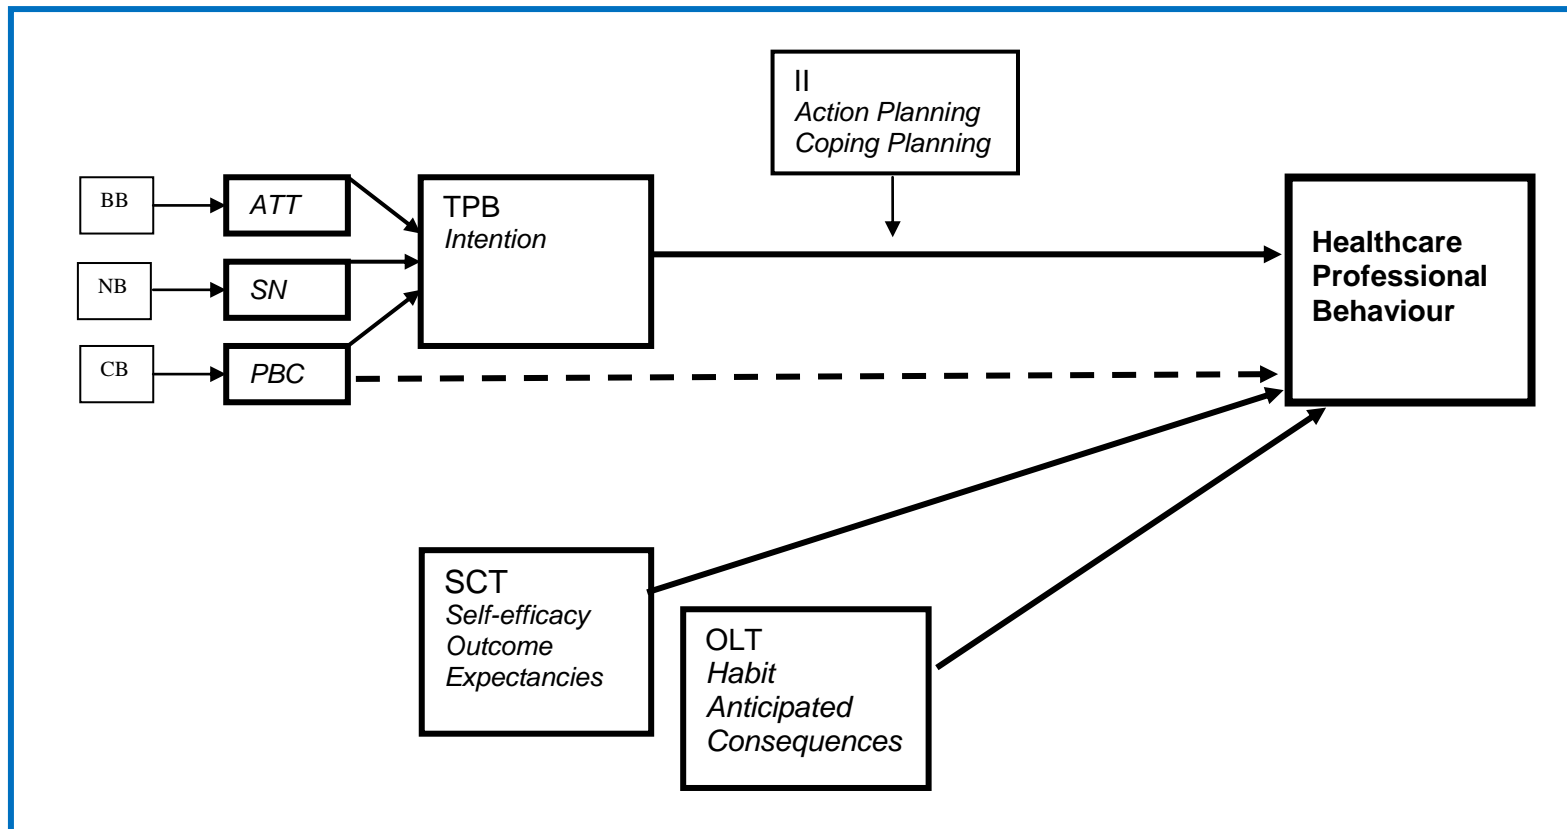 II
Action Planning
Coping Planning
BB
ATT
TPB
Intention
NB
SN
CB
PBC
Healthcare
Professional
Behaviour
SCT
Self-efficacy
Outcome
Expectancies
OLT
Habit
Anticipated
Consequences